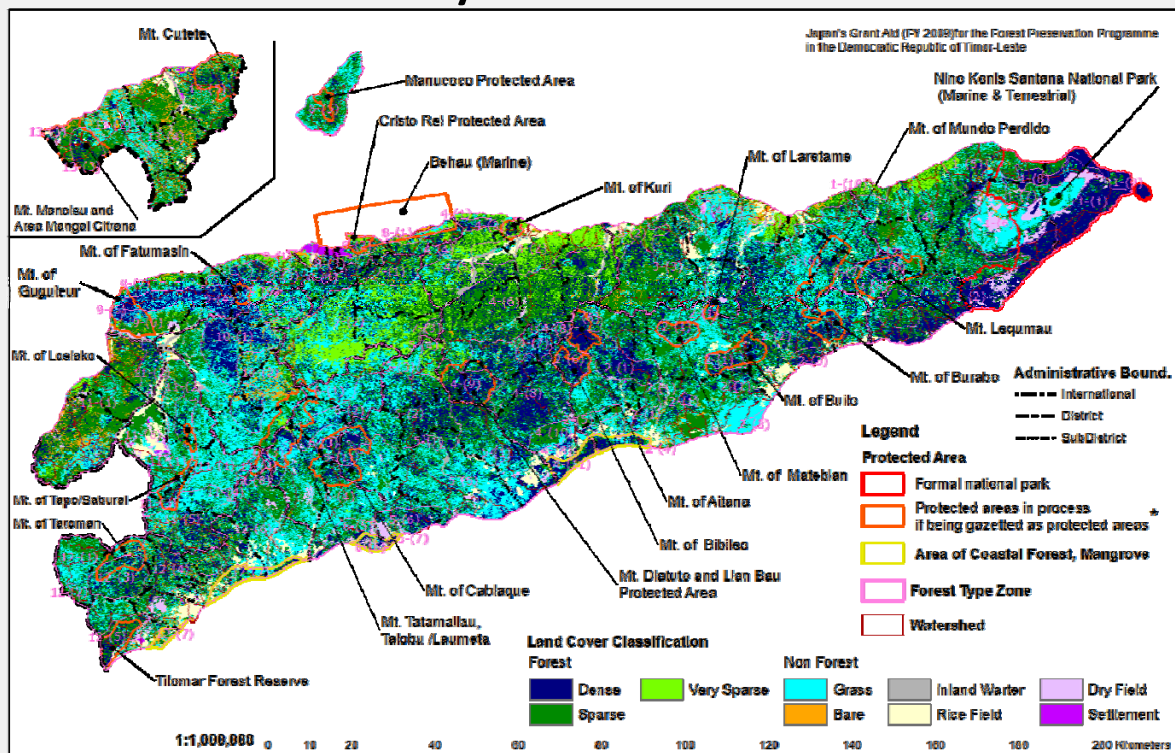 Mt. Cutete
Japan's Grant Aid (FY 2009)for the Forest Preservation Programme
in the Democratic Republic of Timor-Leste
Manucoco Protected Area
Nino Konis Santana National Park
(Marine & Terrestrial)
Cristo Rei Protected Area
Mt. of Mundo Perdido
Behau (Marine)
Mt. of Laretame
Mt. of Kuri
Mt. Manoleu and
Area Mangal Citrana
Mt. of Fatumasin
Mt. of
Guguleur
Mt. Legumau
Mt. of Loelako
Mt. of Burabo
Administrative Bound.
International
District
SubDistrict
Mt. of Builo
Legend
Protected Area
Formal national park
Protected areas in process
if being gazetted as protected areas *
Area of Coastal Forest, Mangrove
Forest Type Zone
Watershed
Mt. of Matebian
Mt. of Tapo/Saburai
Mt. of Aitana
Mt. of Taroman
Mt. of Bibileo
Mt. Diatuto and Lian Bau
Protected Area
Mt. of Cablaque
Mt. Tatamailau,
Talobu /Laumeta
Tilomar Forest Reserve
Land Cover Classification
Forest
Non Forest
Dense
Very Sparse
Grass
Inland Warter
Dry Field
Sparse
Bare
Rice Field
Settlement
1:1,000,000
0 10 20 40 60 80 100 120 140 160 180 200 Kilometers